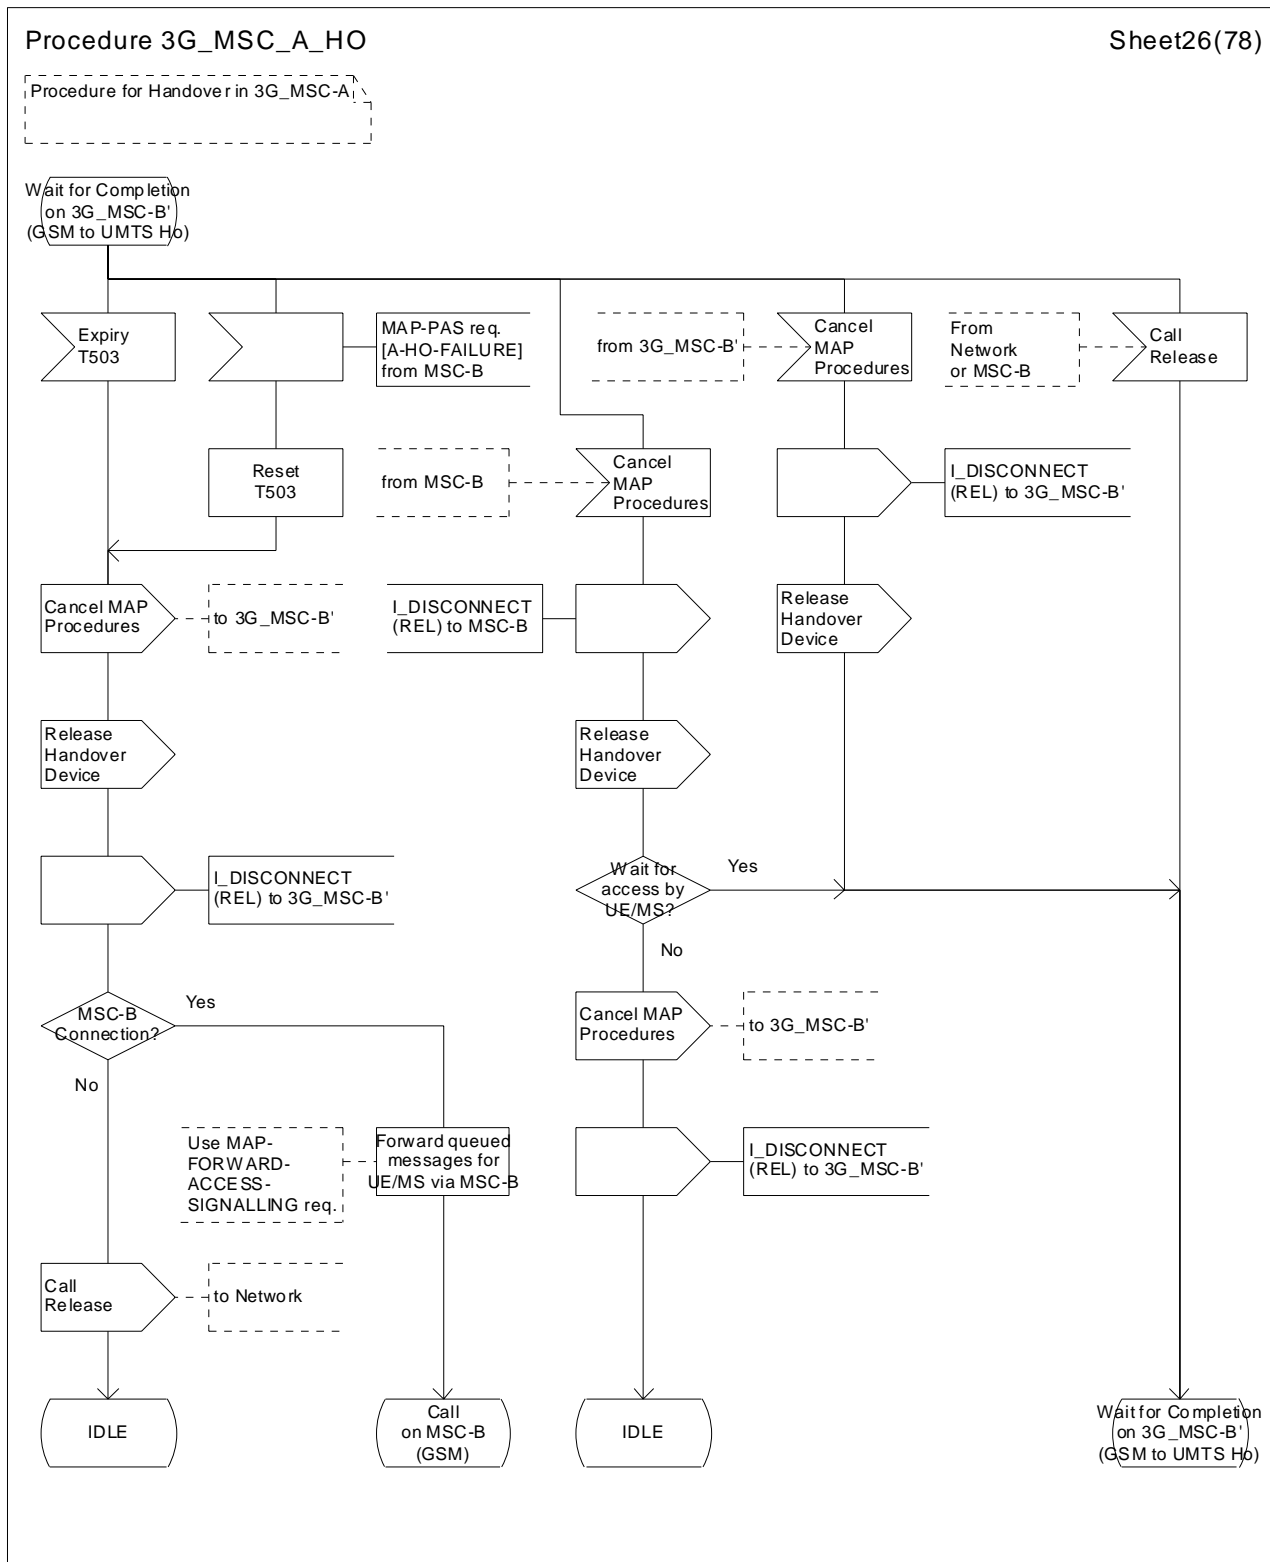 Procedure 3G_MSC_A_HO
Sheet26(78)
Procedure for Handover in 3G_MSC-A
Wait for Completion
on 3G_MSC-B'
(GSM to UMTS Ho)
Expiry
T503
MAP-PAS req.
[A-HO-FAILURE]
from MSC-B
from 3G_MSC-B'
Cancel
MAP
Procedures
From
Network
or MSC-B
Call
Release
Reset
T503
from MSC-B
Cancel
MAP
Procedures
I_DISCONNECT
(REL) to 3G_MSC-B'
Cancel MAP
Procedures
to 3G_MSC-B'
I_DISCONNECT
(REL) to MSC-B
Release
Handover
Device
Release
Handover
Device
Release
Handover
Device
I_DISCONNECT
(REL) to 3G_MSC-B'
Wait for
access by
UE/MS?
Yes
No
MSC-B
Connection?
Yes
No
Cancel MAP
Procedures
to 3G_MSC-B'
Use MAP-
FORWARD-
ACCESS-
SIGNALLING req.
Forward queued
messages for
UE/MS via MSC-B
I_DISCONNECT
(REL) to 3G_MSC-B'
Call
Release
to Network
IDLE
Call
on MSC-B
(GSM)
IDLE
Wait for Completion
on 3G_MSC-B'
(GSM to UMTS Ho)